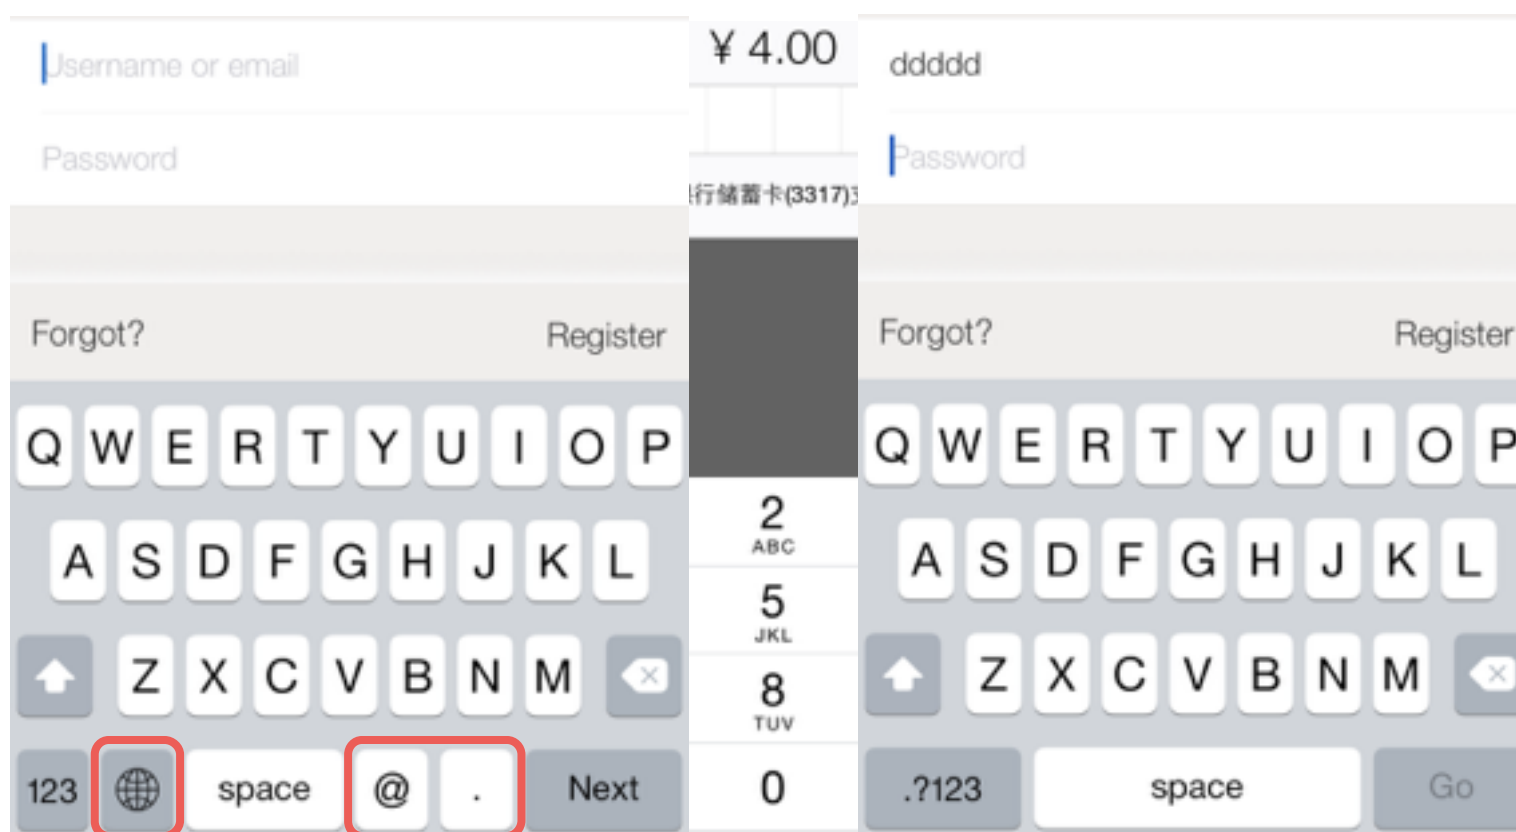 Username or email
Password
Forgot? Register
Q W E R T Y U I O P
A S D F G H J K L
Z X C V B N M
123 space @ . Next
¥ 4.00
行储蓄卡(3317)
2
ABC
5
JKL
8
TUV
0
ddddd
Password
Forgot? Register
Q W E R T Y U I O P
A S D F G H J K L
Z X C V B N M
.?123 space Go